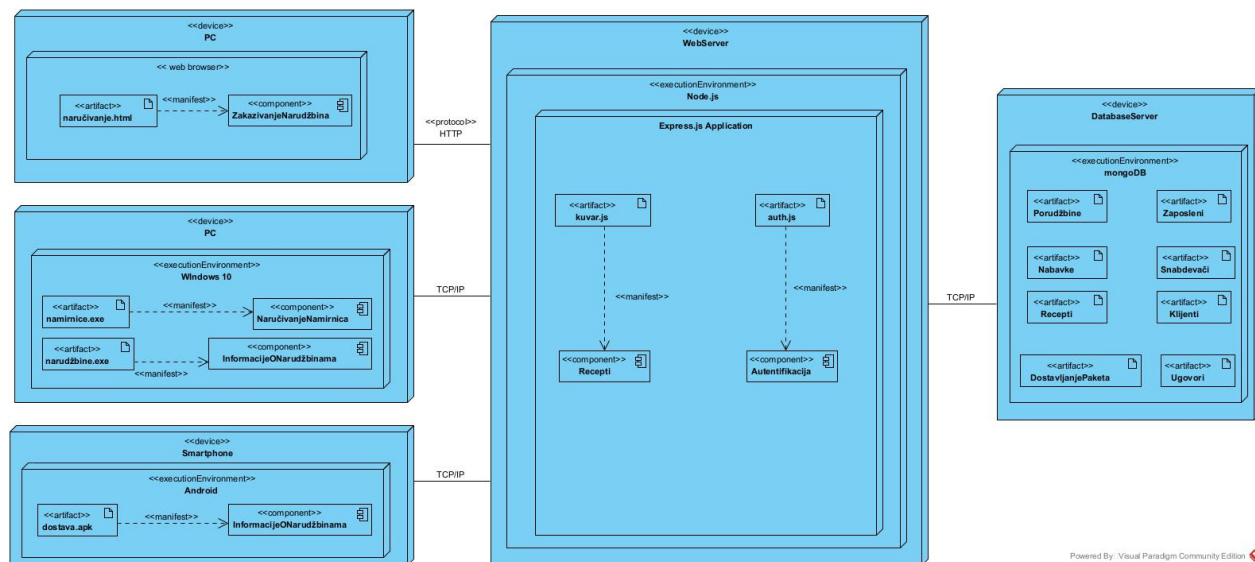 <<device>>
PC
<< web browser>>
<<artifact>>
naručivanje.html
<<manifest>>
<<component>>
ZakazivanjeNarudžbina
<<protocol>>
HTTP
<<device>>
PC
<<executionEnvironment>>
WIndows 10
<<artifact>>
namirnice.exe
<<manifest>>
<<component>>
NaručivanjeNamirnica
<<artifact>>
narudžbine.exe
<<manifest>>
<<component>>
InformacijeONarudžbinama
TCP/IP
<<device>>
Smartphone
<<executionEnvironment>>
Android
<<artifact>>
dostava.apk
<<manifest>>
<<component>>
InformacijeONarudžbinama
TCP/IP
<<device>>
WebServer
<<executionEnvironment>>
Node.js
Express.js Application
<<artifact>>
kuvar.js
<<manifest>>
<<component>>
Recepti
<<artifact>>
auth.js
<<manifest>>
<<component>>
Autentifikacija
TCP/IP
<<device>>
DatabaseServer
<<executionEnvironment>>
mongoDB
<<artifact>>
Porudžbine
<<artifact>>
Zaposleni
<<artifact>>
Nabavke
<<artifact>>
Snabdevači
<<artifact>>
Recepti
<<artifact>>
Klijenti
<<artifact>>
DostavljanjePaketa
<<artifact>>
Ugovori
Powered By: Visual Paradigm Community Edition